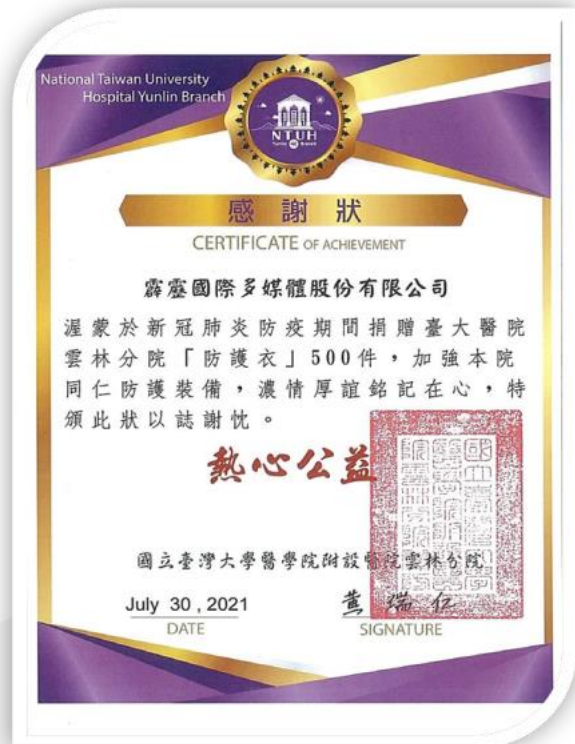 National Taiwan University
Hospital Yunlin Branch
NTUH
Yunlin Branch
感謝狀
CERTIFICATE OF ACHIEVEMENT
霹靂國際多媒體股份有限公司
渥蒙於新冠肺炎防疫期間捐贈臺大醫院
雲林分院「防護衣」500件，加強本院
同仁防護裝備，濃情厚誼銘記在心，特
頒此狀以誌謝忱。
熱心公益
國立臺灣大學醫學院附設醫院雲林分院
July 30 , 2021
DATE
黃瑞仁
SIGNATURE